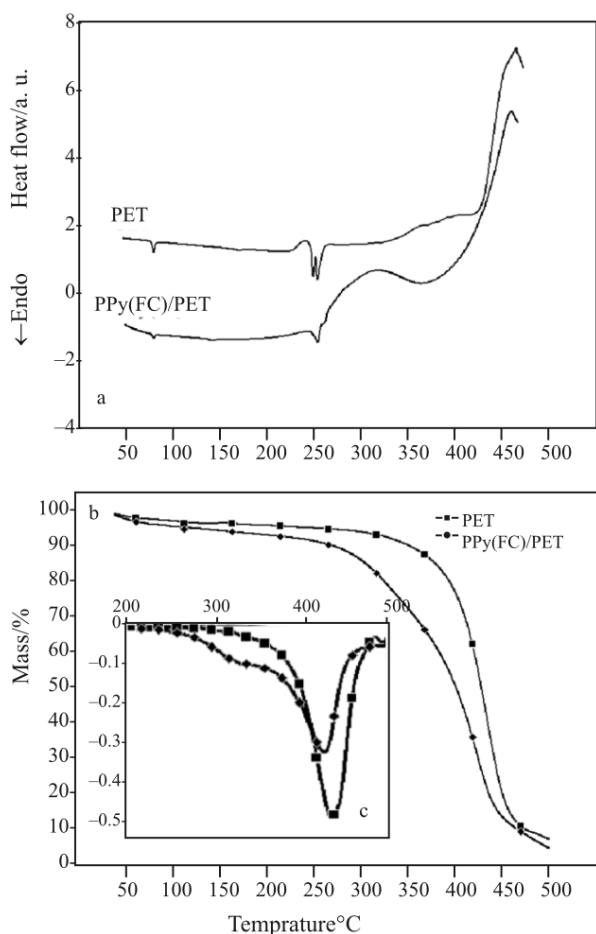 8
6
4
2
0
−2
−4
Heat flow/a. u.
←Endo
PET
PPy(FC)/PET
a
50 100 150 200 250 300 350 400 450 500
100
90
80
70
60
50
40
30
20
10
0
Mass/%
b
PET
PPy(FC)/PET
200 300 400 500
0
−0.1
−0.2
−0.3
−0.4
−0.5
c
50 100 150 200 250 300 350 400 450 500
Temprature°C